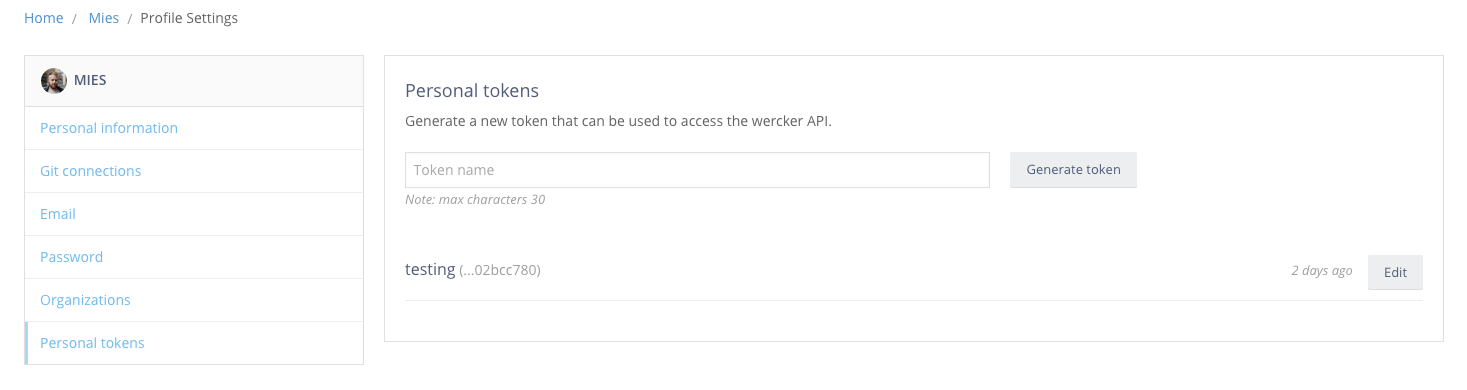 Home / Mies / Profile Settings
MIES
Personal information
Git connections
Email
Password
Organizations
Personal tokens
Personal tokens
Generate a new token that can be used to access the wercker API.
Token name
Generate token
Note: max characters 30
testing (...02bcc780)
2 days ago
Edit